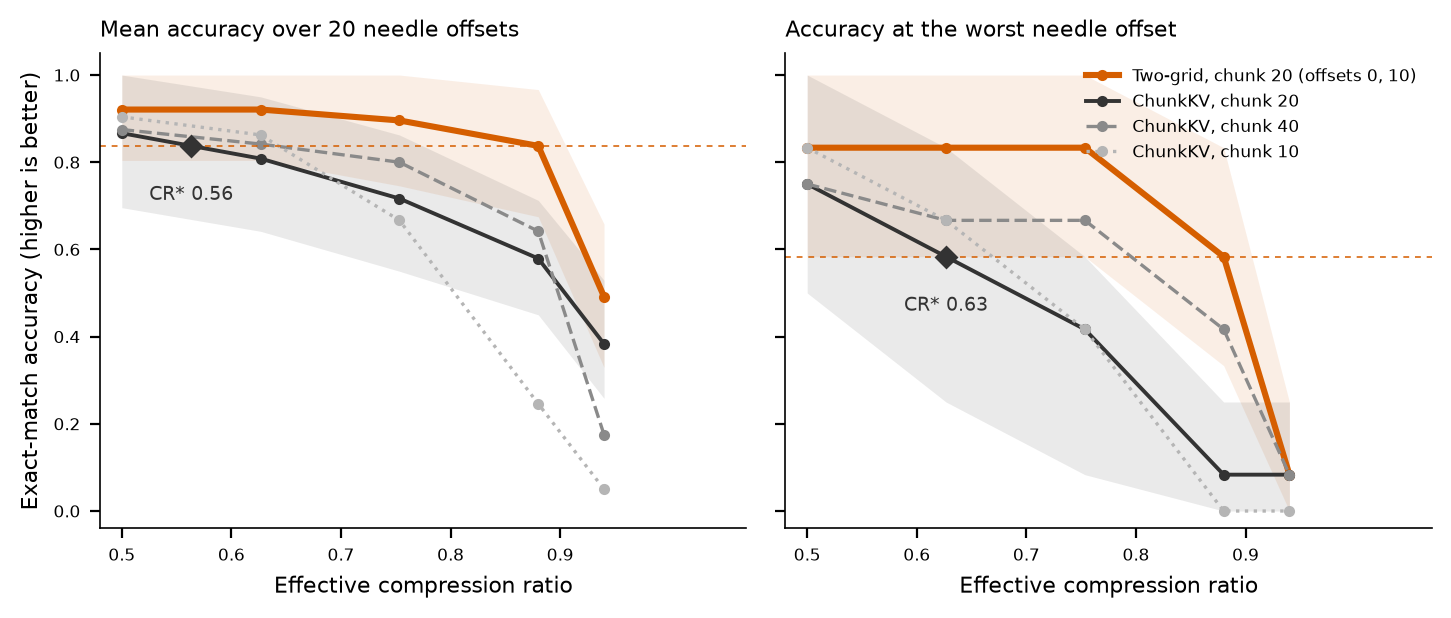 Mean accuracy over 20 needle offsets
Exact-match accuracy (higher is better)
1.0
0.8
0.6
0.4
0.2
0.0
CR* 0.56
0.5 0.6 0.7 0.8 0.9
Effective compression ratio
Accuracy at the worst needle offset
Two-grid, chunk 20 (offsets 0, 10)
ChunkKV, chunk 20
ChunkKV, chunk 40
ChunkKV, chunk 10
CR* 0.63
0.5 0.6 0.7 0.8 0.9
Effective compression ratio